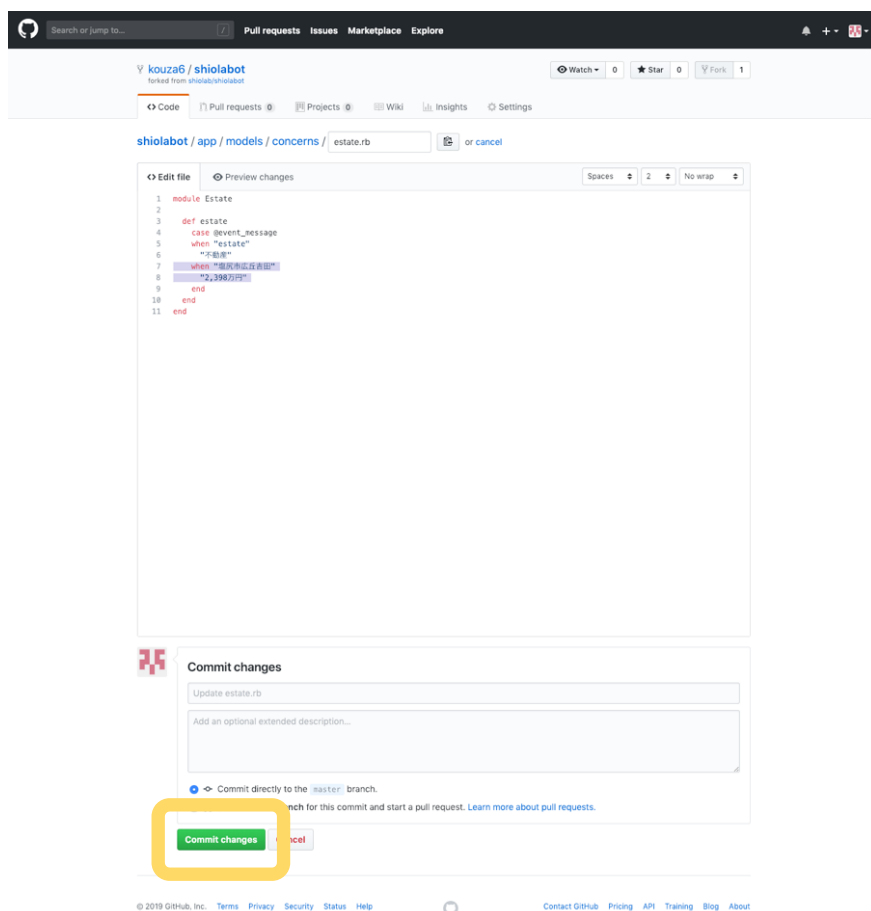 Search or jump to... / Pull requests Issues Marketplace Explore
kouza6 / shiolabot
forked from shiolab/shiolabot
Watch 0 Star 0 Fork 1
Code Pull requests 0 Projects 0 Wiki Insights Settings
shiolabot / app / models / concerns / estate.rb or cancel
Edit file Preview changes Spaces 2 No wrap
1 module Estate
2
3 def estate
4 case @event_message
5 when "estate"
6 "不動産"
7 when "塩尻市広丘吉田"
8 "2,398万円"
9 end
10 end
11 end
Commit changes
Update estate.rb
Add an optional extended description...
Commit directly to the master branch.
nch for this commit and start a pull request. Learn more about pull requests.
Commit changes ncel
© 2019 GitHub, Inc. Terms Privacy Security Status Help Contact GitHub Pricing API Training Blog About